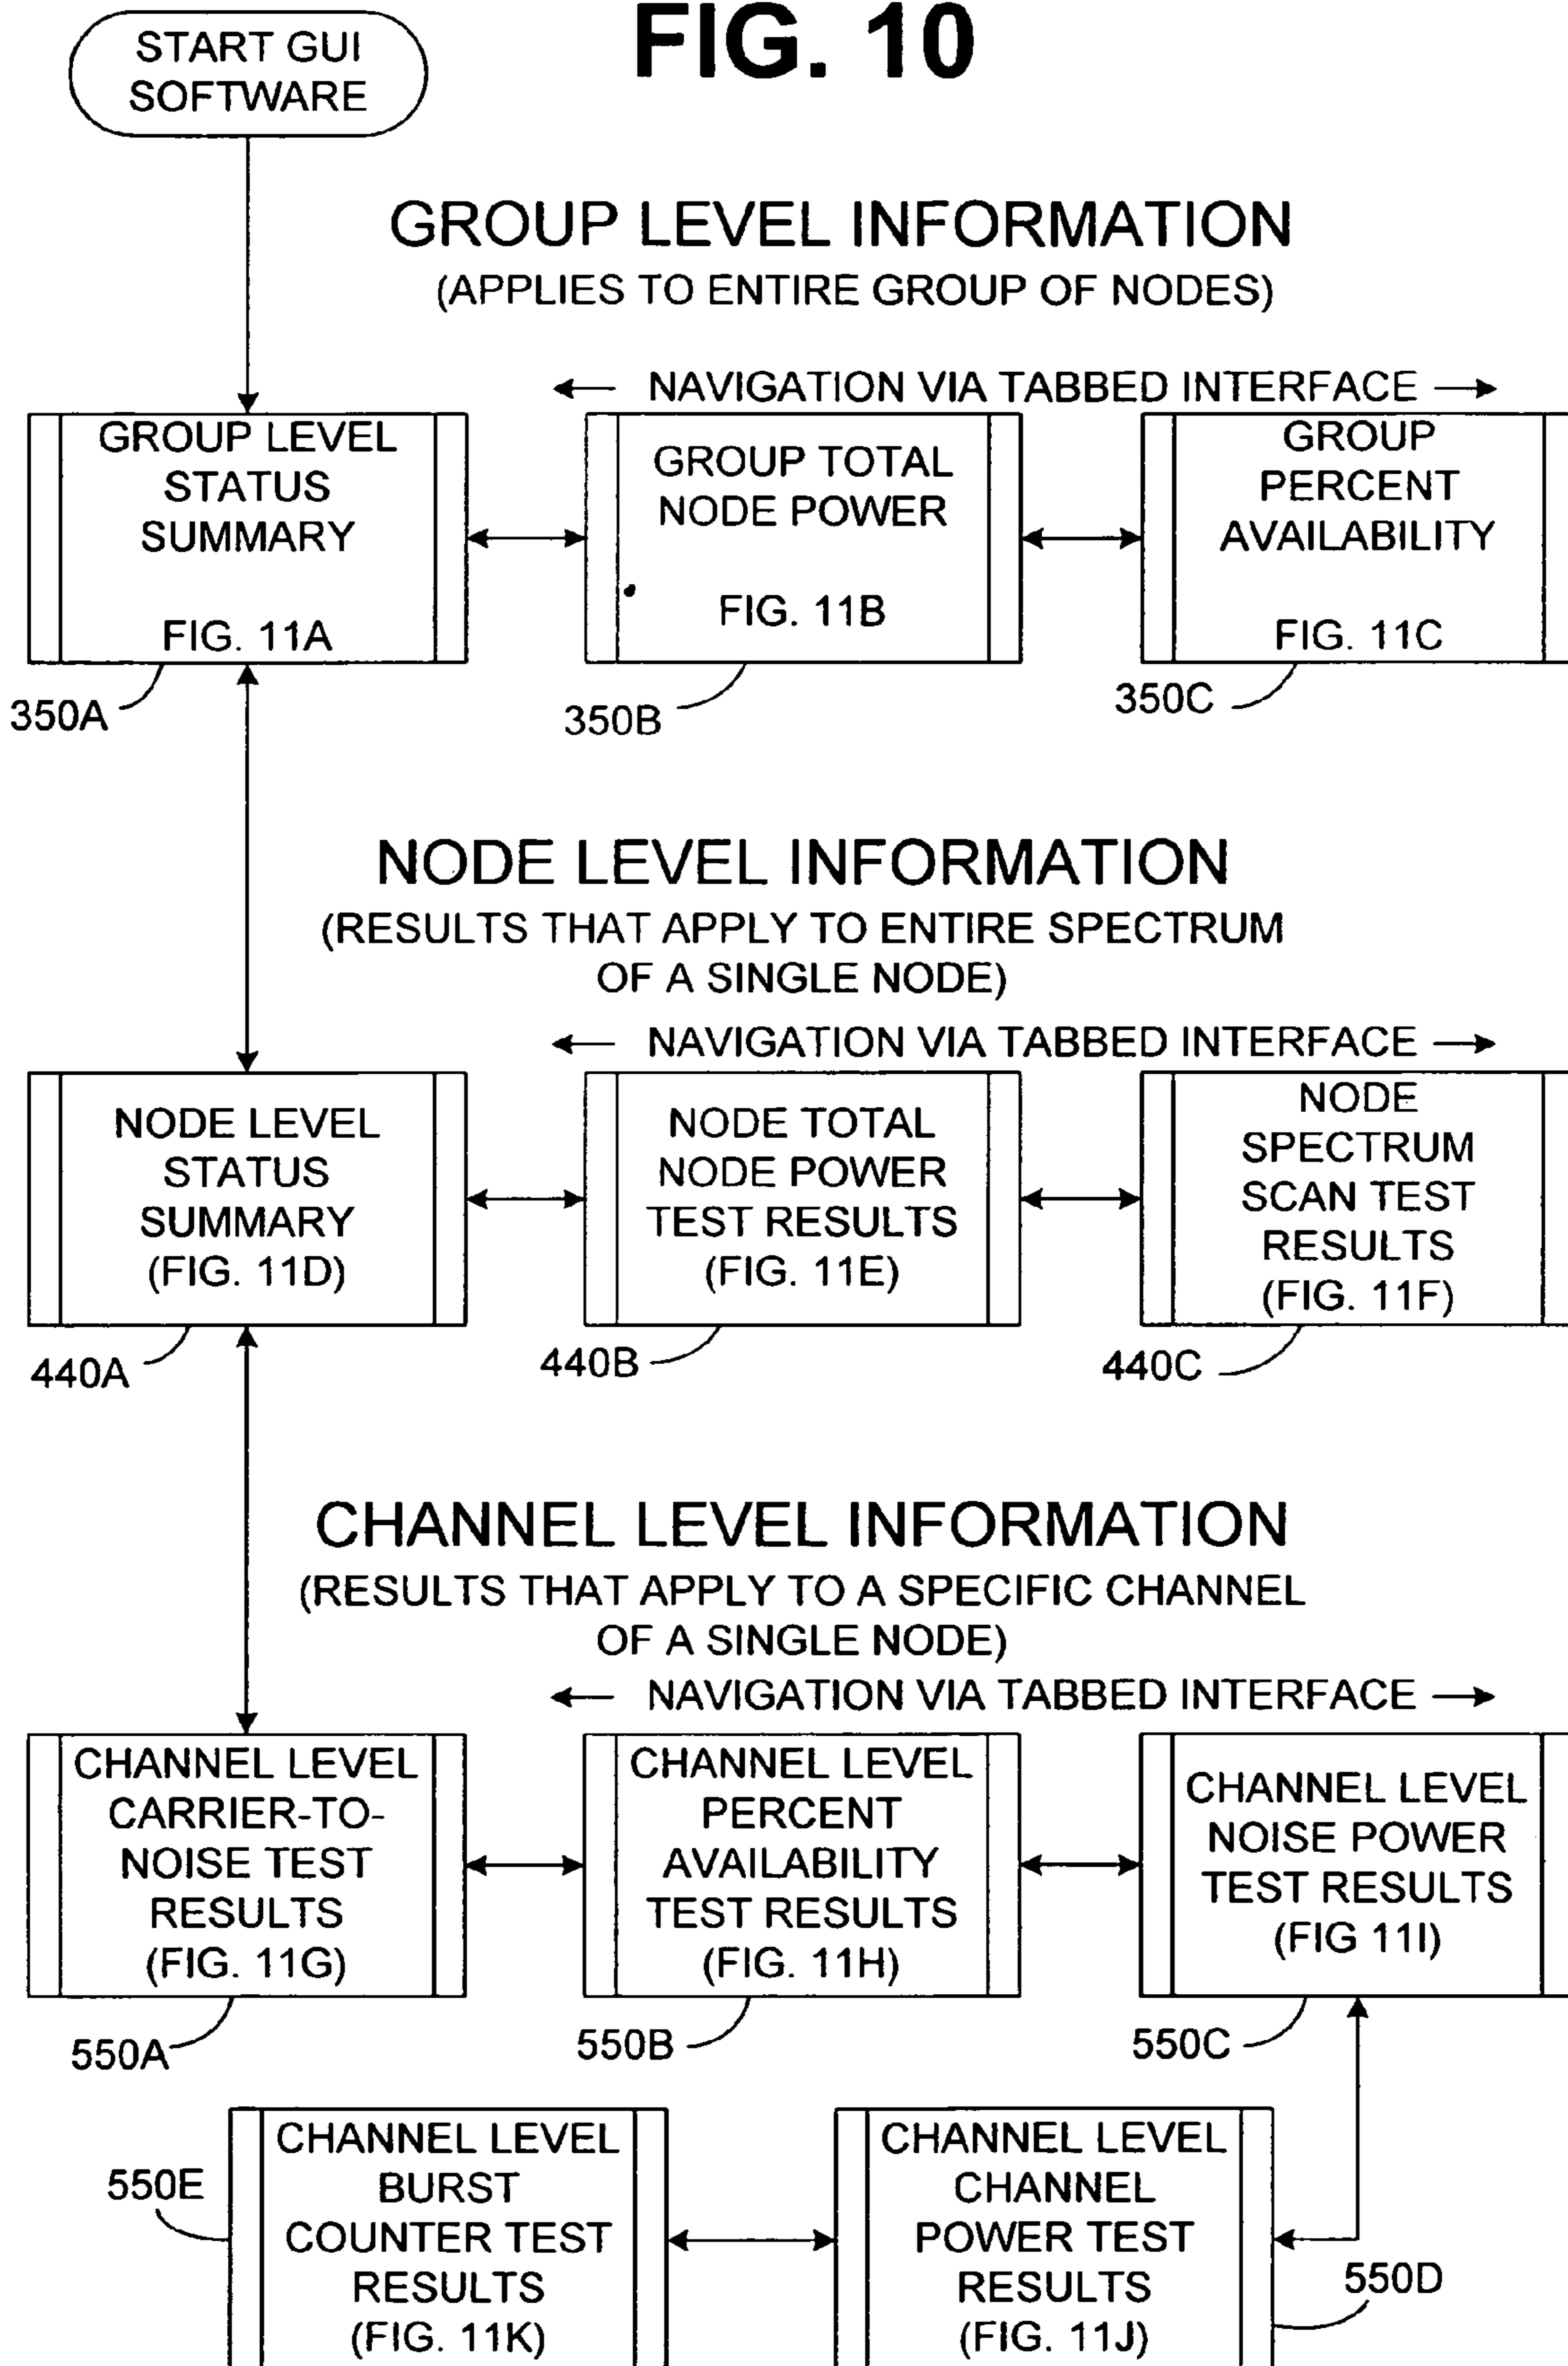 FIG. 10
START GUI
SOFTWARE
GROUP LEVEL INFORMATION
(APPLIES TO ENTIRE GROUP OF NODES)
NAVIGATION VIA TABBED INTERFACE
GROUP LEVEL
STATUS
SUMMARY
FIG. 11A
GROUP TOTAL
NODE POWER
FIG. 11B
GROUP
PERCENT
AVAILABILITY
FIG. 11C
350A
350B
350C
NODE LEVEL INFORMATION
(RESULTS THAT APPLY TO ENTIRE SPECTRUM
OF A SINGLE NODE)
NAVIGATION VIA TABBED INTERFACE
NODE LEVEL
STATUS
SUMMARY
(FIG. 11D)
NODE TOTAL
NODE POWER
TEST RESULTS
(FIG. 11E)
NODE
SPECTRUM
SCAN TEST
RESULTS
(FIG. 11F)
440A
440B
440C
CHANNEL LEVEL INFORMATION
(RESULTS THAT APPLY TO A SPECIFIC CHANNEL
OF A SINGLE NODE)
NAVIGATION VIA TABBED INTERFACE
CHANNEL LEVEL
CARRIER-TO-
NOISE TEST
RESULTS
(FIG. 11G)
CHANNEL LEVEL
PERCENT
AVAILABILITY
TEST RESULTS
(FIG. 11H)
CHANNEL LEVEL
NOISE POWER
TEST RESULTS
(FIG 11I)
550A
550B
550C
550E
CHANNEL LEVEL
BURST
COUNTER TEST
RESULTS
(FIG. 11K)
CHANNEL LEVEL
CHANNEL
POWER TEST
RESULTS
(FIG. 11J)
550D